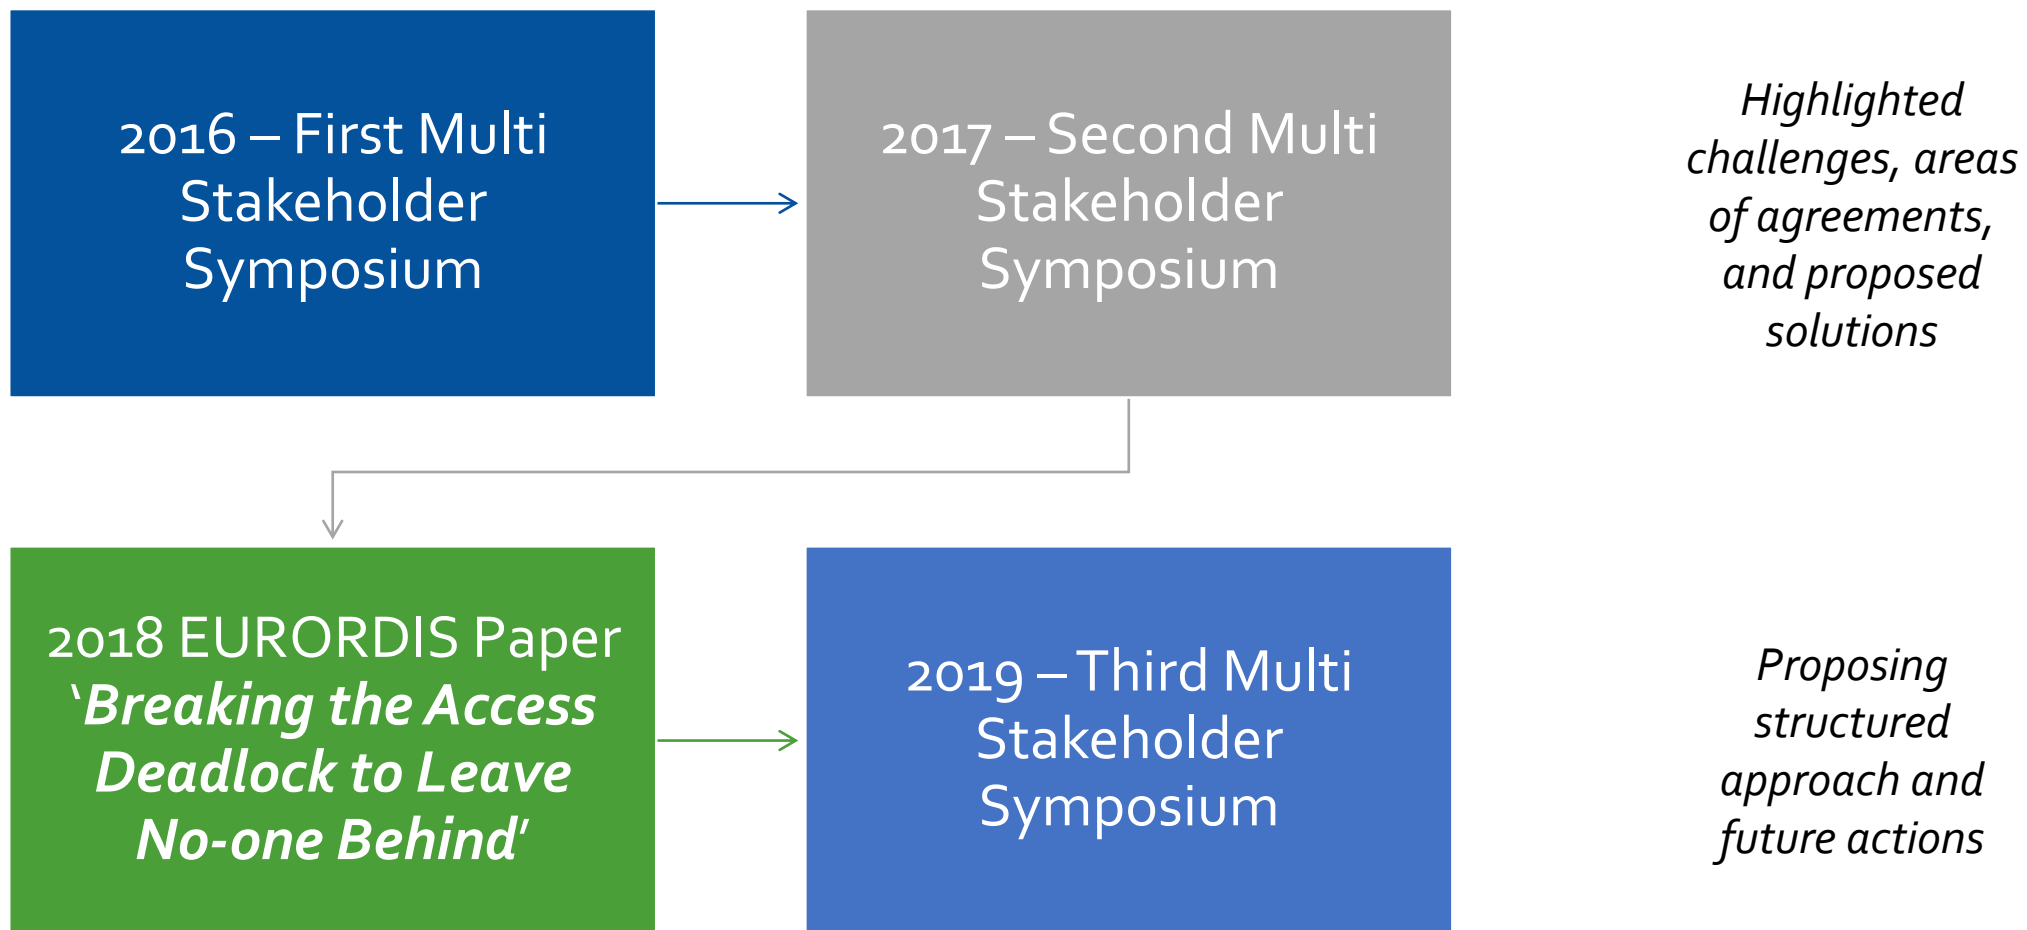 2016 – First Multi
Stakeholder
Symposium
2017 – Second Multi
Stakeholder
Symposium
Highlighted
challenges, areas
of agreements,
and proposed
solutions
2018 EURORDIS Paper
‘Breaking the Access
Deadlock to Leave
No-one Behind’
2019 – Third Multi
Stakeholder
Symposium
Proposing
structured
approach and
future actions